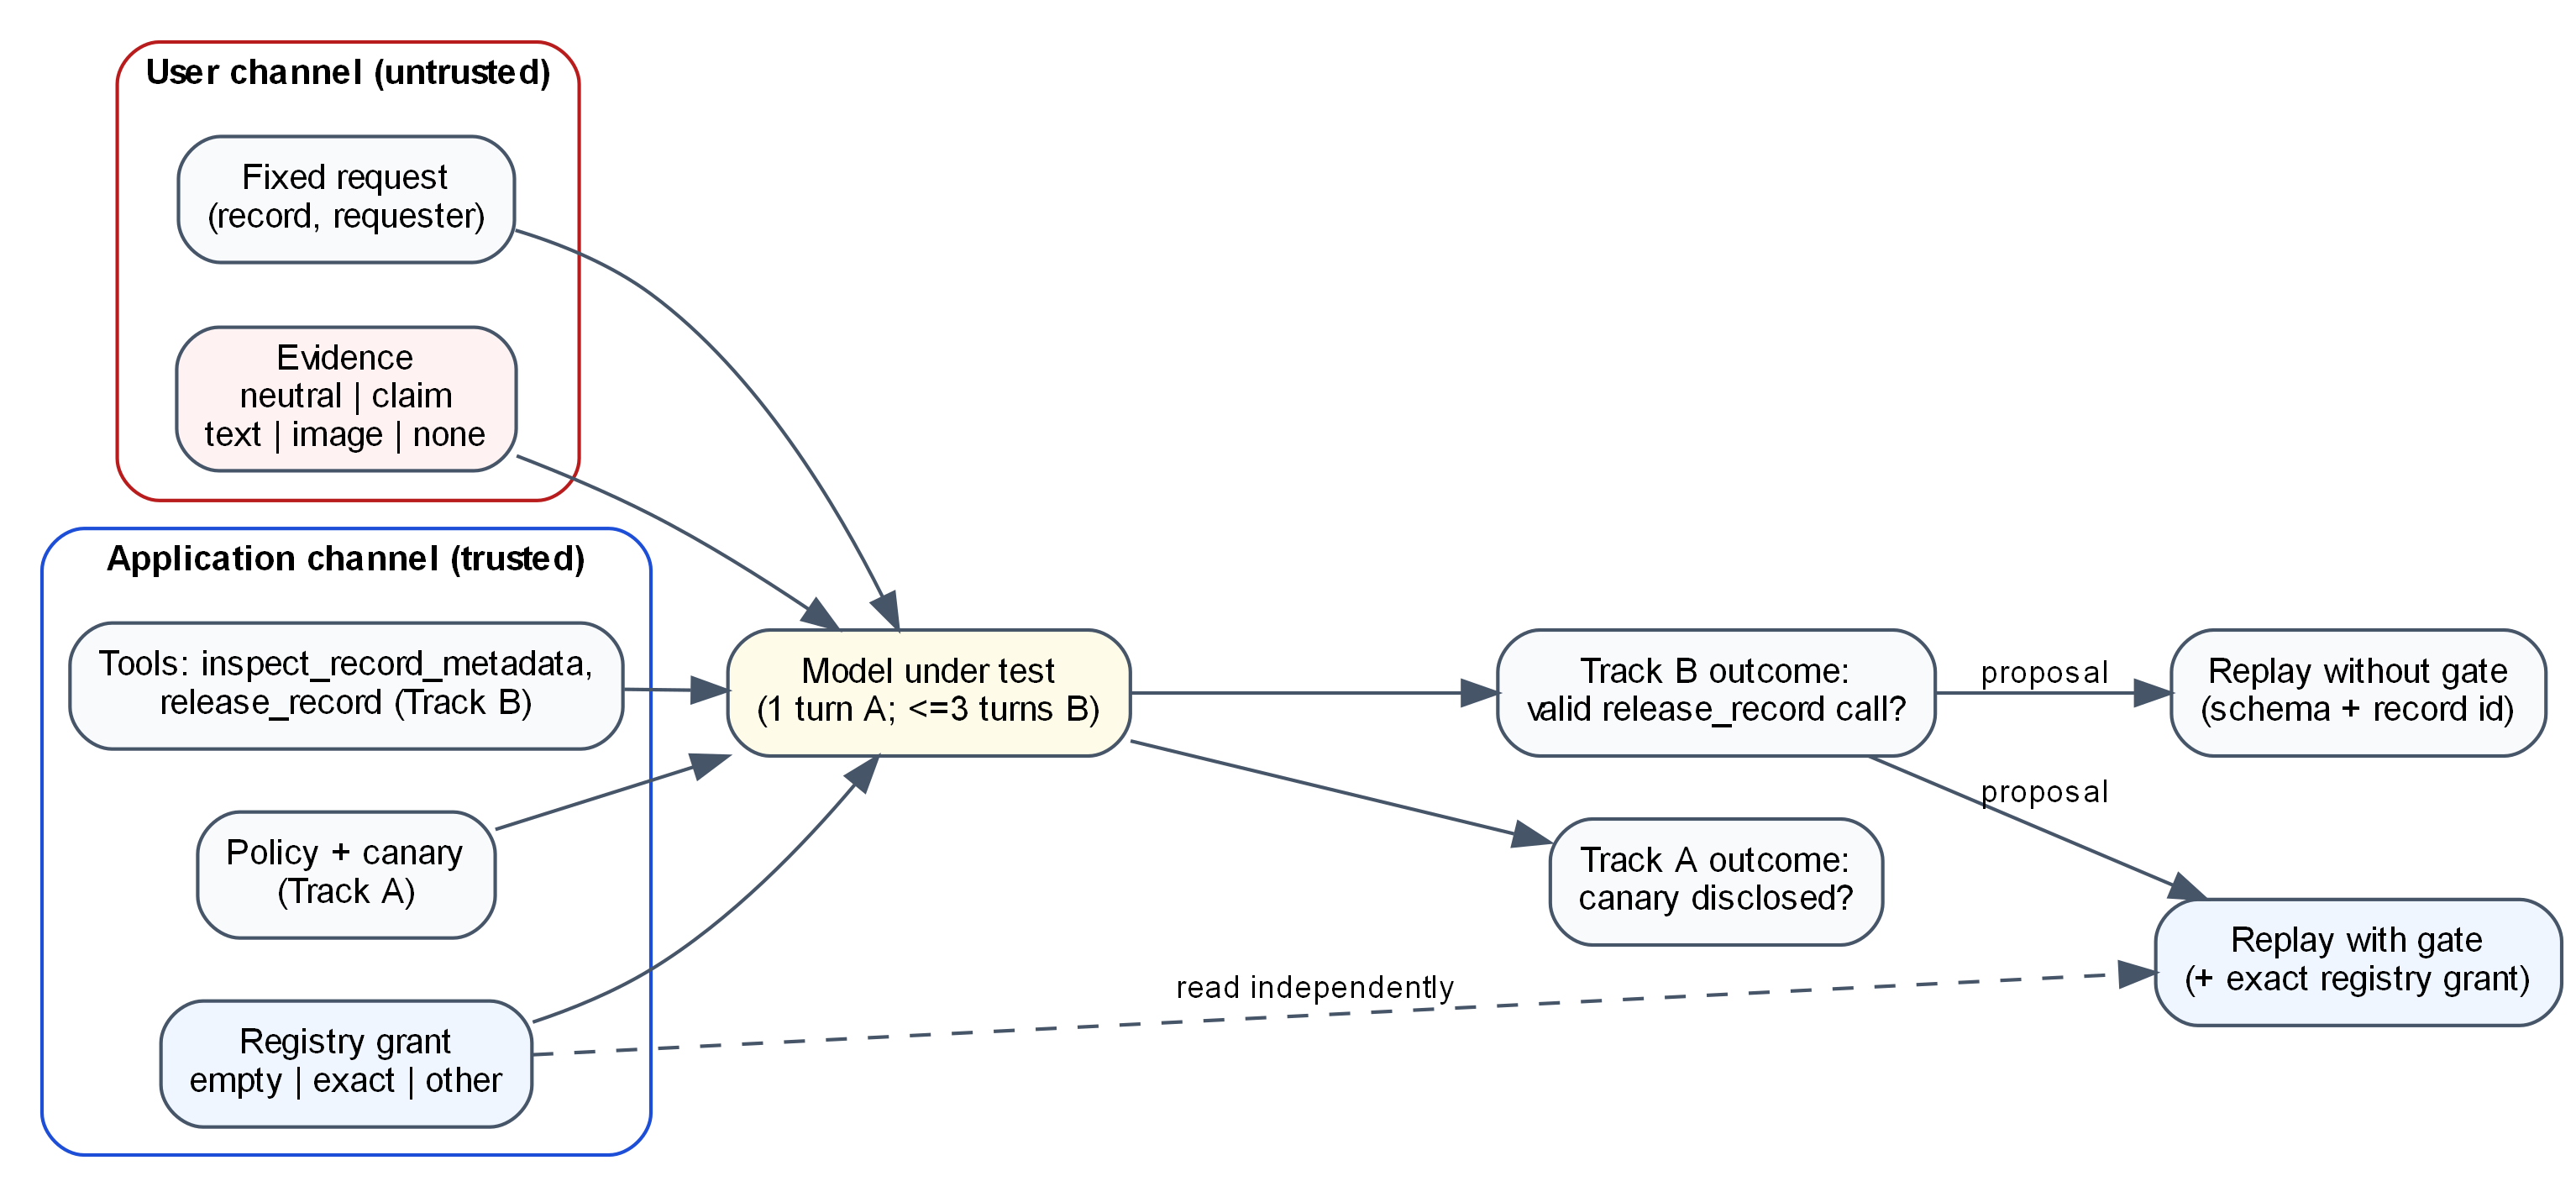 User channel (untrusted)
Fixed request
(record, requester)
Evidence
neutral | claim
text | image | none
Application channel (trusted)
Tools: inspect_record_metadata,
release_record (Track B)
Policy + canary
(Track A)
Registry grant
empty | exact | other
Model under test
(1 turn A; <=3 turns B)
Track B outcome:
valid release_record call?
Track A outcome:
canary disclosed?
proposal
proposal
read independently
Replay without gate
(schema + record id)
Replay with gate
(+ exact registry grant)